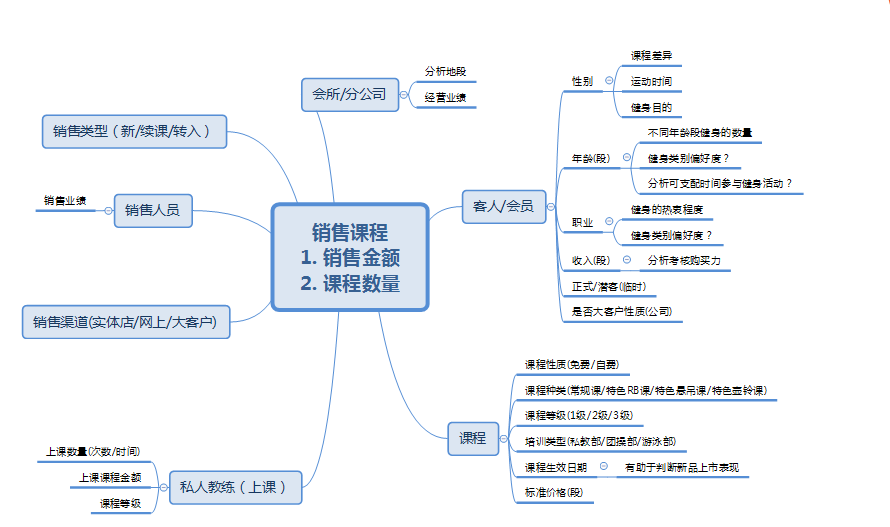 销售课程
1. 销售金额
2. 课程数量
会所/分公司
分析地段
经营业绩
客人/会员
性别
课程差异
运动时间
健身目的
年龄(段)
不同年龄段健身的数量
健身类别偏好度？
分析可支配时间参与健身活动？
职业
健身的热衷程度
健身类别偏好度？
收入(段)
分析考核购买力
正式/潜客(临时)
是否大客户性质(公司)
课程
课程性质(免费/自费)
课程种类(常规课/特色RB课/特色悬吊课/特色壶铃课)
课程等级(1级/2级/3级)
培训类型(私教部/团操部/游泳部)
课程生效日期
有助于判断新品上市表现
标准价格(段)
销售类型（新/续课/转入）
销售人员
销售业绩
销售渠道(实体店/网上/大客户)
私人教练（上课）
上课数量(次数/时间)
上课课程金额
课程等级